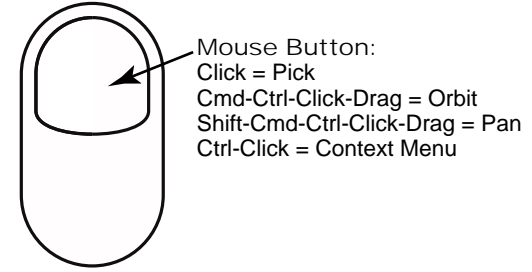 Mouse Button:
Click = Pick
Cmd-Ctrl-Click-Drag = Orbit
Shift-Cmd-Ctrl-Click-Drag = Pan
Ctrl-Click = Context Menu